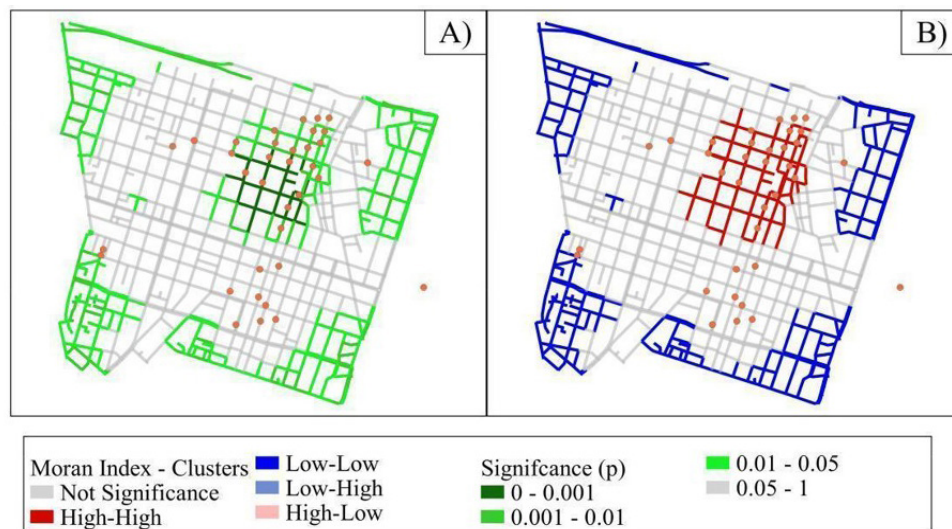 A)
B)
Moran Index - Clusters
Not Significance
High-High
Low-Low
Low-High
High-Low
Signifcance (p)
0 - 0.001
0.001 - 0.01
0.01 - 0.05
0.05 - 1